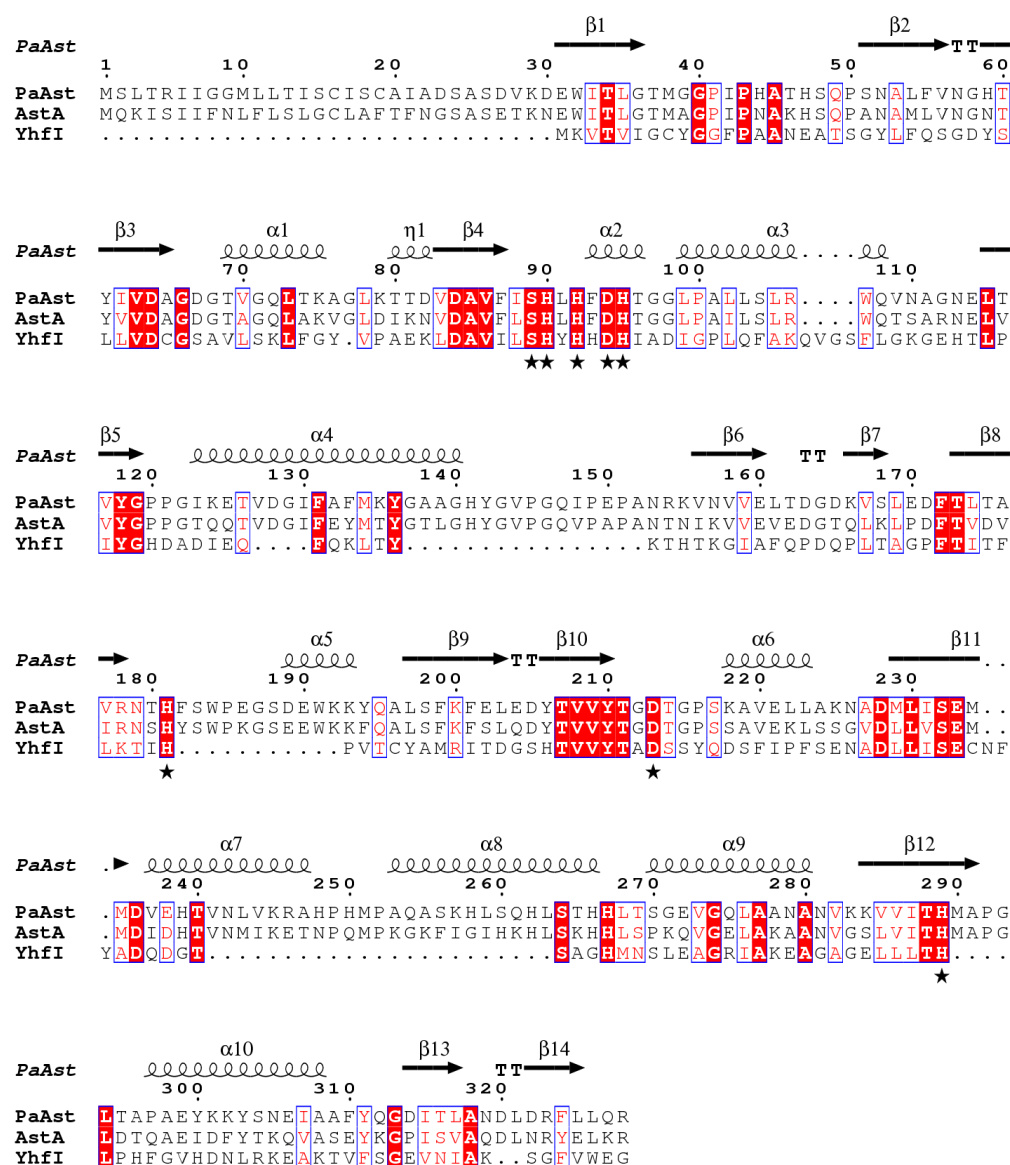 β1 β2
PaAst TT
1 10 20 30 40 50 60
PaAst MSLTRIIGGMLLTISCISCAIADSASDVKDEWITLGTMGGPIPHATHSQPSNALFVNGHT
AstA MQKISIIFNLFLSLGCLAFTFNGSASETKNEWITLGTMAGPIPNAKHSQPANAMLVNGNT
YhfI ..............................MKVTVIGCYGGFPAANEATSGYLFQSGDYS
β3 α1 η1 β4 α2 α3
PaAst ....
70 80 90 100 110
PaAst YIVDAGDGTVGQLTKAGLKTTDVDAVFISHLHFDHTGGLPALLSLR....WQVNAGNELT
AstA YVVDAGDGTAGQLAKVGLDIKNVDAVFLSHLHFDHTGGLPAILSLR....WQTSARNELV
YhfI LLVDCGSAVLSKLFGY.VPAEKLDAVILSHYHHDHIADIGPLQFAKQVGSFLGKGEHTLP
★★ ★ ★★
β5 α4 β6 β7 β8
PaAst TT
120 130 140 150 160 170
PaAst VYGPPGIKETVDGIFAFMKYGAAGHYGVPGQIPEPANRKVNVVELTDGDKVSLEDFTLTA
AstA VYGPPGTQQTVDGIFEYMTYGTLGHYGVPGQVPAPANTNIKVVEVEDGTQLKLPDFTVDV
YhfI IYGHDADIEQ....FQKLTY................KTHTKGIAFQPDQPLTAGPFTITF
α5 β9 β10 α6 β11
PaAst TT ..
180 190 200 210 220 230
PaAst VRNTHFSWPEGSDEWKKYQALSFKFELEDYTVVYTGDTGPSKAVELLAKNADMLISEM..
AstA IRNSHYSWPKGSEEWKKFQALSFKFSLQDYTVVYTGDTGPSSAVEKLSSGVDLLVSEM..
YhfI LKTIH...........PVTCYAMRITDGSHTVVYTADSSYQDSFIPFSENADLLISECNF
★ ★
α7 α8 α9 β12
PaAst .
240 250 260 270 280 290
PaAst .MDVEHTVNLVKRAHPHMPAQASKHLSQHLSTHHLTSGEVGQLAANANVKKVVITHMAPG
AstA .MDIDHTVNMIKETNPQMPKGKFIGIHKHLSKHHLSPKQVGELAKAANVGSLVITHMAPG
YhfI YADQDGT.......................SAGHMNSLEAGRIAKEAGAGELLLTH....
★
α10 β13 β14
PaAst TT
300 310 320
PaAst LTAPAEYKKYSNEIAAFYQGDITLANDLDRFLLQR
AstA LDTQAEIDFYTKQVASEYKGPISVAQDLNRYELKR
YhfI LPHFGVHDNLRKEAKTVFSGEVNIAK..SGFVWEG